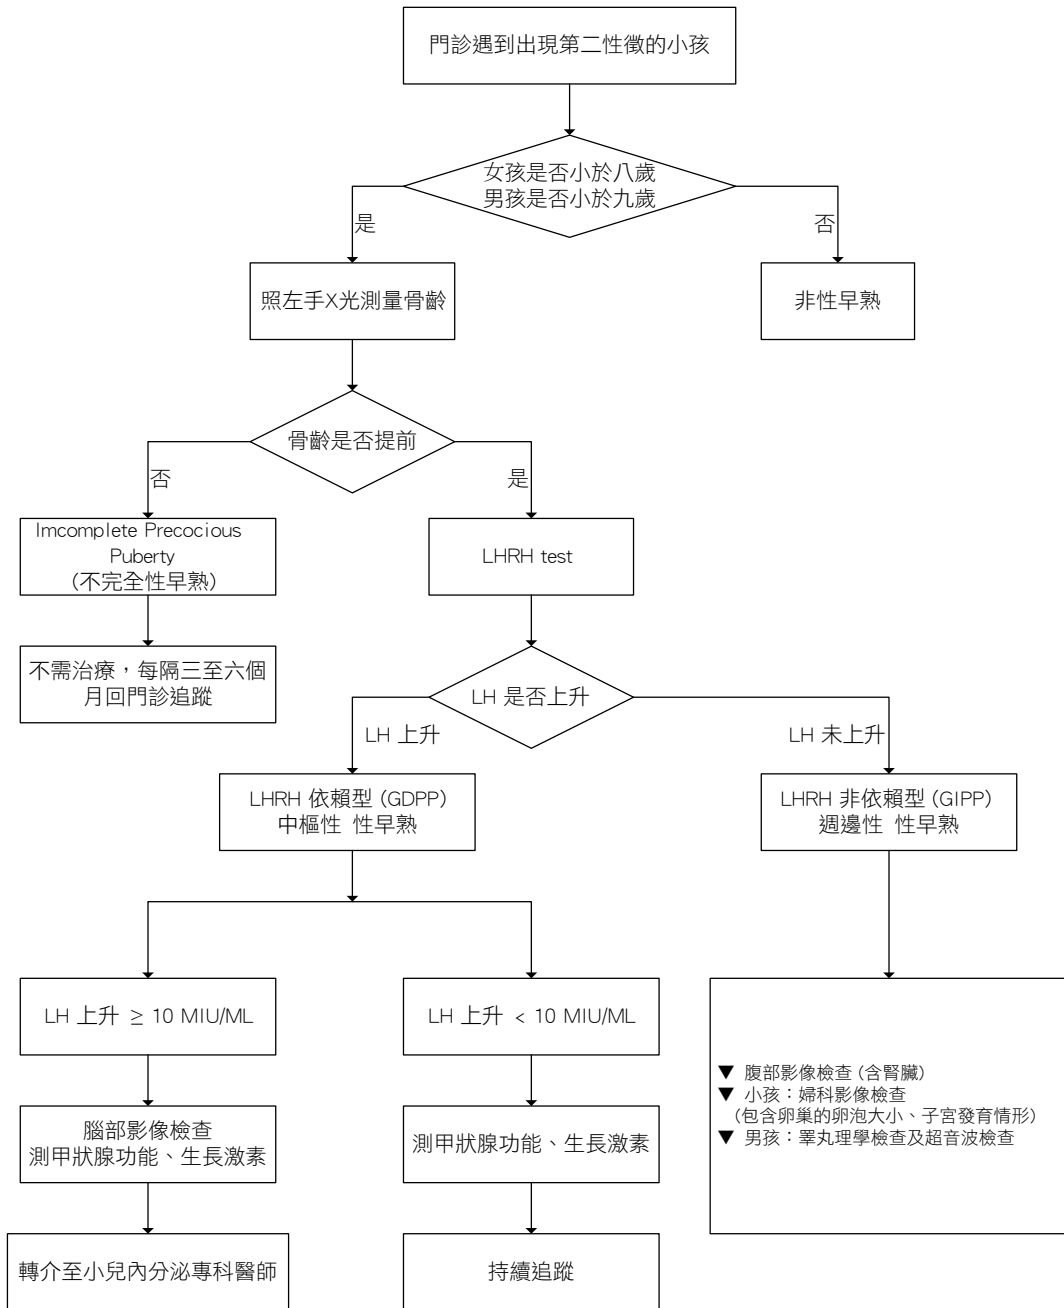 門診遇到出現第二性徵的小孩
女孩是否小於八歲
男孩是否小於九歲
是
否
照左手X光測量骨齡
非性早熟
骨齡是否提前
否
是
Imcomplete Precocious
Puberty
(不完全性早熟)
LHRH test
不需治療，每隔三至六個
月回門診追蹤
LH 是否上升
LH 上升
LH 未上升
LHRH 依賴型 (GDPP)
中樞性 性早熟
LHRH 非依賴型 (GIPP)
週邊性 性早熟
LH 上升 ≥ 10 MIU/ML
LH 上升 < 10 MIU/ML
▼ 腹部影像檢查 (含腎臟)
▼ 小孩：婦科影像檢查
(包含卵巢的卵泡大小、子宮發育情形)
▼ 男孩：睪丸理學檢查及超音波檢查
腦部影像檢查
測甲狀腺功能、生長激素
測甲狀腺功能、生長激素
轉介至小兒內分泌專科醫師
持續追蹤